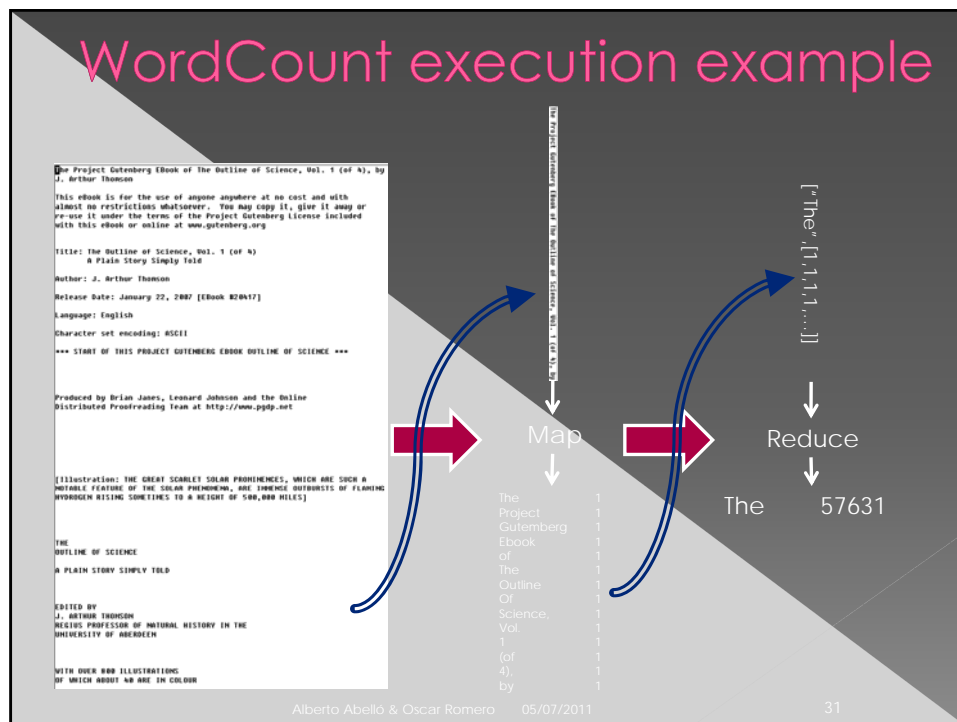 WordCount execution example
The Project Gutenberg EBook of The Outline of Science, Vol. 1 (of 4), by
J. Arthur Thomson
This eBook is for the use of anyone anywhere at no cost and with
almost no restrictions whatsoever.  You may copy it, give it away or
re-use it under the terms of the Project Gutenberg License included
with this eBook or online at www.gutenberg.org
Title: The Outline of Science, Vol. 1 (of 4)
A Plain Story Simply Told
Author: J. Arthur Thomson
Release Date: January 22, 2007 [EBook #20417]
Language: English
Character set encoding: ASCII
*** START OF THIS PROJECT GUTENBERG EBOOK OUTLINE OF SCIENCE ***
Produced by Brian Janes, Leonard Johnson and the Online
Distributed Proofreading Team at http://www.pgdp.net
[Illustration: THE GREAT SCARLET SOLAR PROMINENCES, WHICH ARE SUCH A
NOTABLE FEATURE OF THE SOLAR PHENOMENA, ARE IMMENSE OUTBURSTS OF FLAMING
HYDROGEN RISING SOMETIMES TO A HEIGHT OF 500,000 MILES]
THE
OUTLINE OF SCIENCE
A PLAIN STORY SIMPLY TOLD
EDITED BY
J. ARTHUR THOMSON
REGIUS PROFESSOR OF NATURAL HISTORY IN THE
UNIVERSITY OF ABERDEEN
WITH OVER 800 ILLUSTRATIONS
OF WHICH ABOUT 40 ARE IN COLOUR
The Project Gutenberg EBook of The Outline of Science, Vol. 1 (of 4), by
Map
The 1
Project 1
Gutemberg 1
Ebook 1
of 1
The 1
Outline 1
Of 1
Science, 1
Vol. 1
1 1
(of 1
4), 1
by 1
["The",[1,1,1,1,…]]
Reduce
The 57631
Alberto Abelló & Oscar Romero 05/07/2011 31